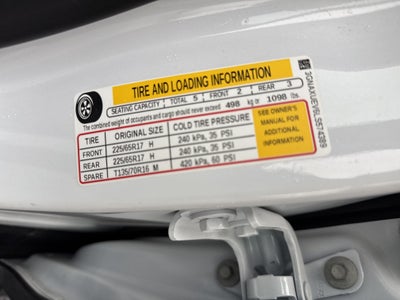 TIRE AND LOADING INFORMATION
SEATING CAPACITY TOTAL 5 FRONT 2 REAR 3
The combined weight of occupants and cargo should never exceed 498 kg or 1098 lbs.
TIRE ORIGINAL SIZE COLD TIRE PRESSURE
FRONT 225/65R17 H 240 kPa, 35 PSI
REAR 225/65R17 H 240 kPa, 35 PSI
SPARE T135/70R16 M 420 kPa, 60 PSI
SEE OWNER'S
MANUAL FOR
ADDITIONAL
INFORMATION